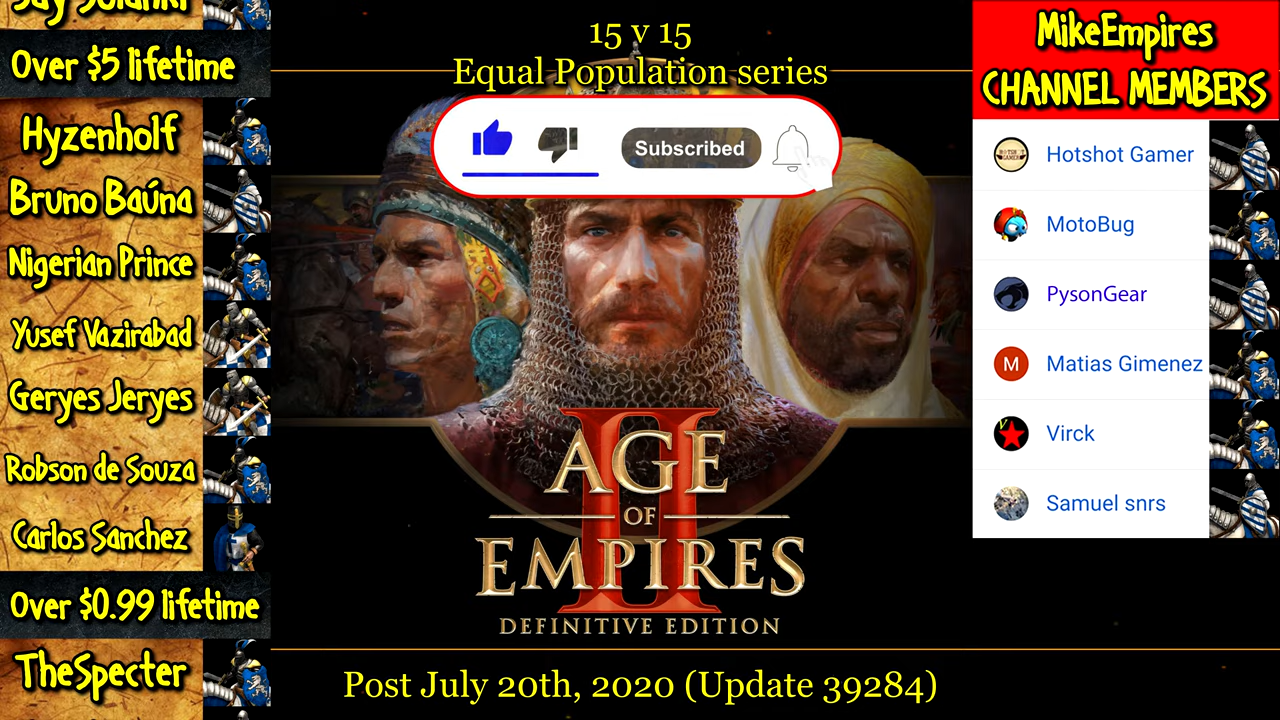 Jay Solanki
Over $5 lifetime
Hyzenholf
Bruno Baúna
Nigerian Prince
Yusef Vazirabad
Geryes Jeryes
Robson de Souza
Carlos Sanchez
Over $0.99 lifetime
TheSpecter
15 v 15
Equal Population series
Subscribed
AGE
OF
EMPIRES
II
DEFINITIVE EDITION
Post July 20th, 2020 (Update 39284)
MikeEmpires
CHANNEL MEMBERS
Hotshot Gamer
MotoBug
PysonGear
M
Matias Gimenez
Virck
Samuel snrs